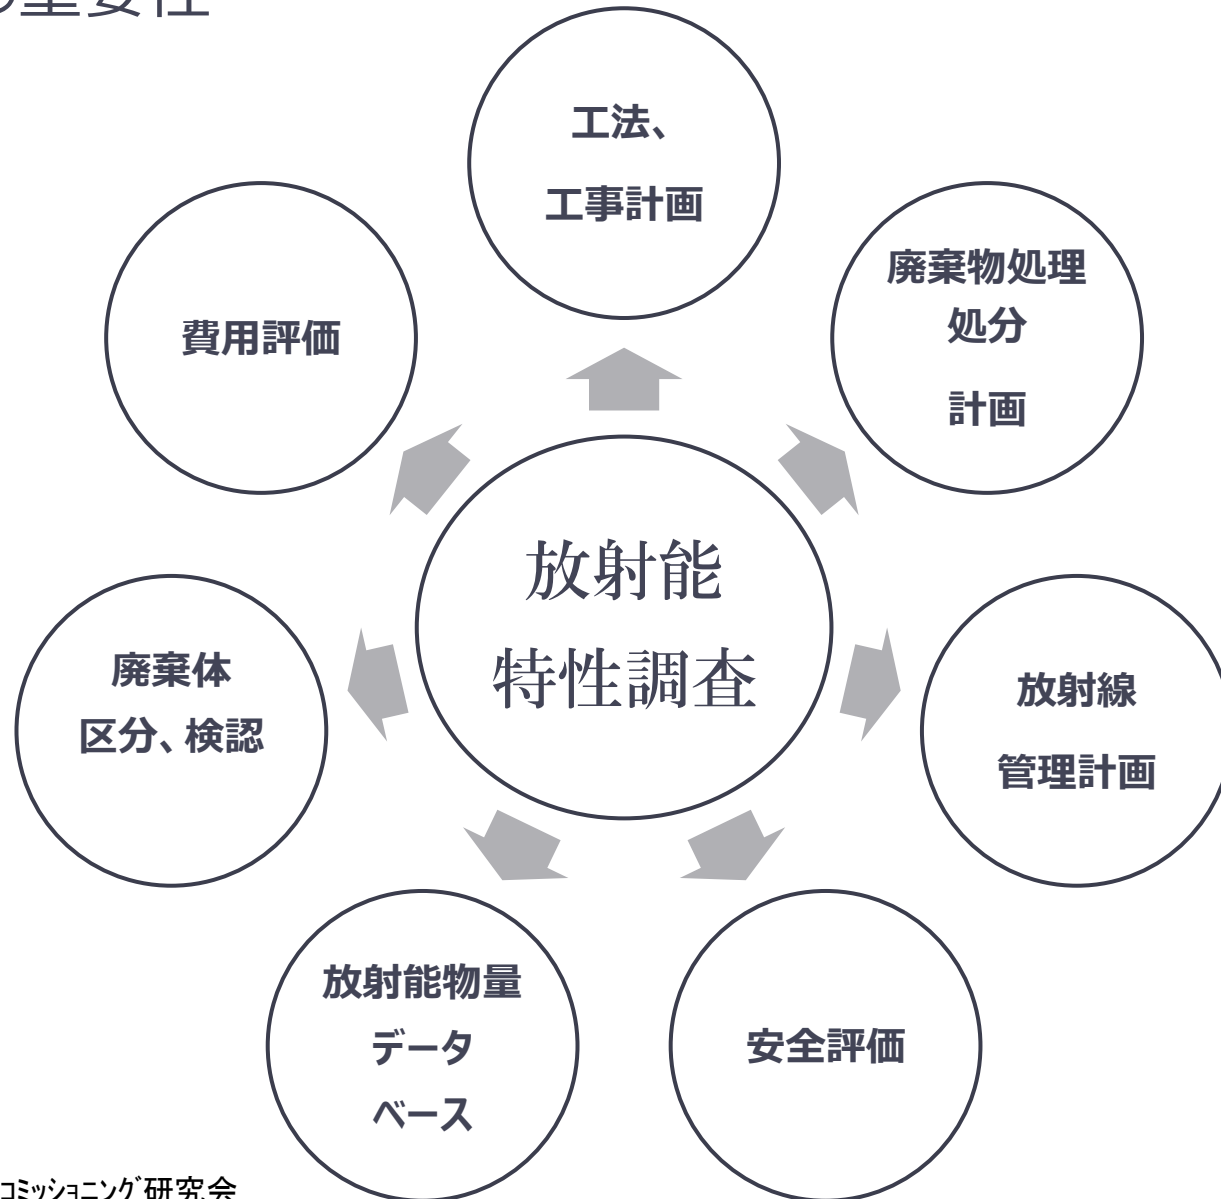 の重要性
工法、
工事計画
廃棄物処理
処分
計画
費用評価
放射能
特性調査
廃棄体
区分、検認
放射線
管理計画
放射能物量
データ
ベース
安全評価
コミッショニング研究会